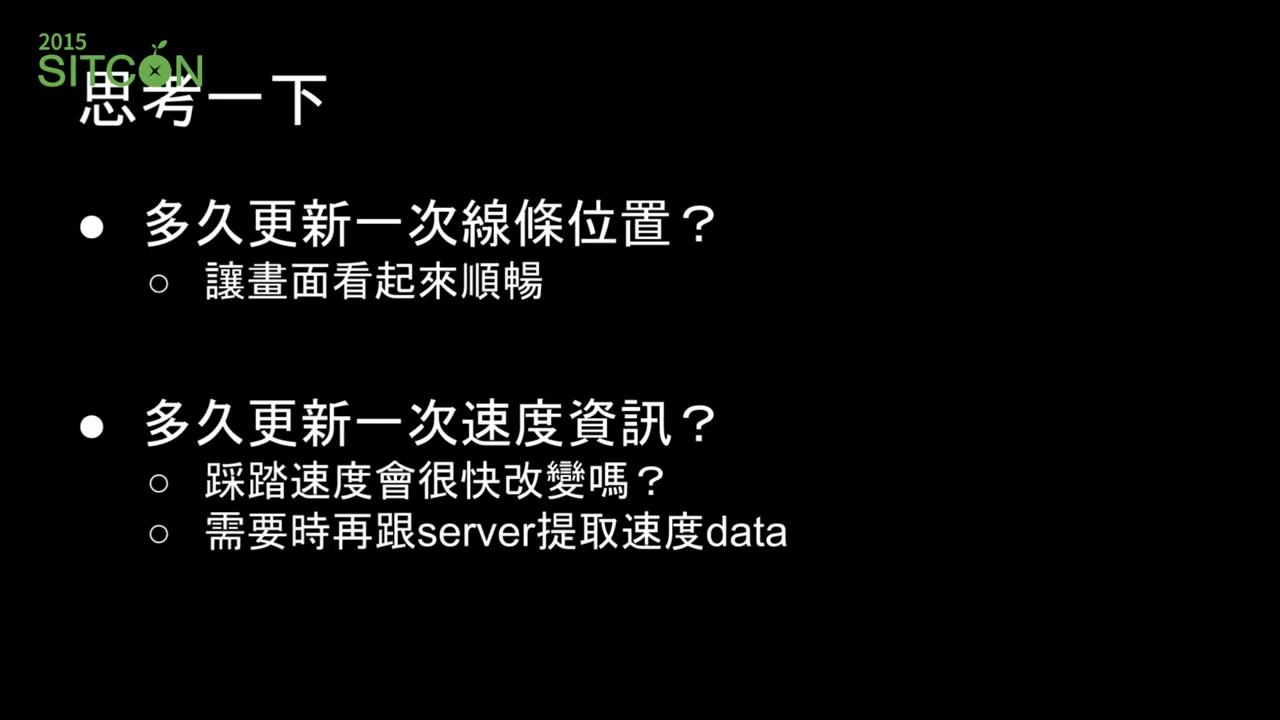 2015
SITCON
思考一下
● 多久更新一次線條位置？
○ 讓畫面看起來順暢
● 多久更新一次速度資訊？
○ 踩踏速度會很快改變嗎？
○ 需要時再跟server提取速度data